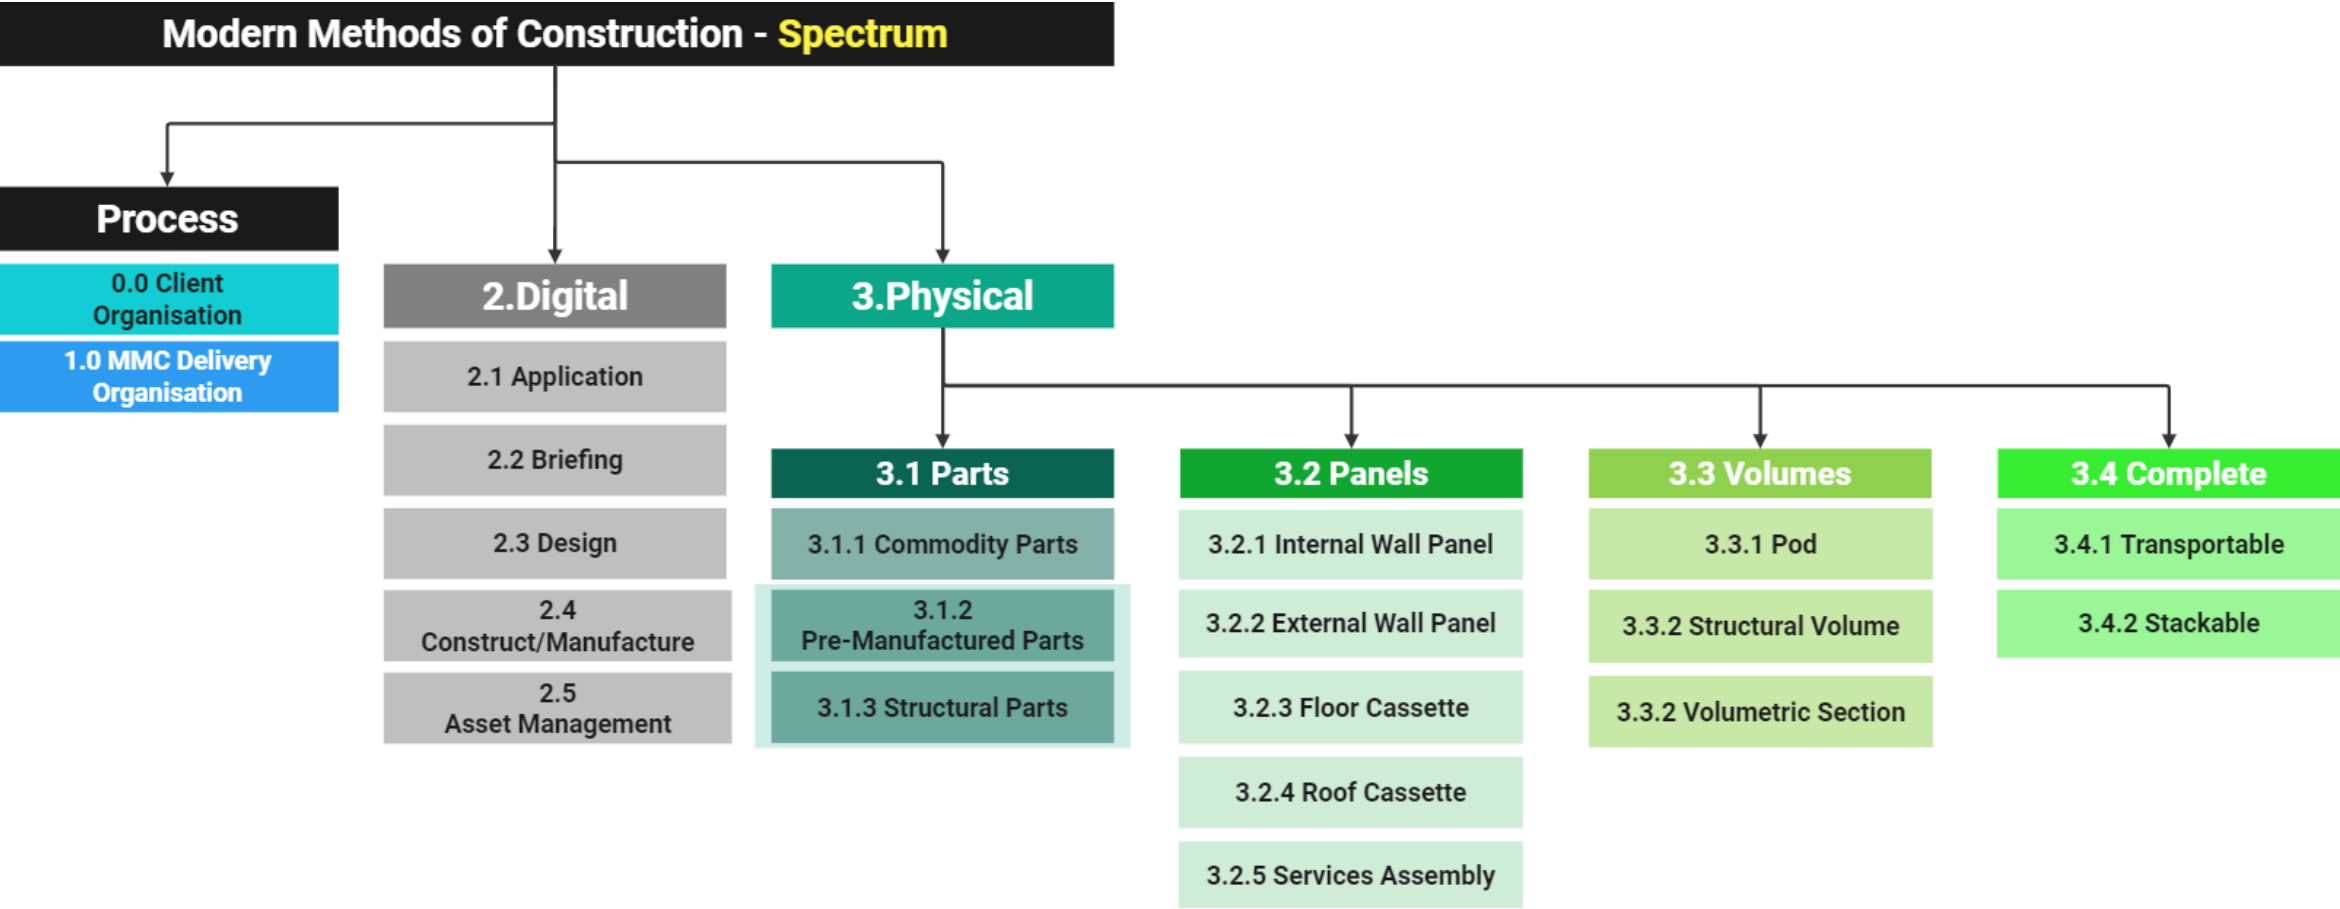 Modern Methods of Construction - Spectrum
Process
0.0 Client
Organisation
1.0 MMC Delivery
Organisation
2.Digital
2.1 Application
2.2 Briefing
2.3 Design
2.4
Construct/Manufacture
2.5
Asset Management
3.Physical
3.1 Parts
3.1.1 Commodity Parts
3.1.2
Pre-Manufactured Parts
3.1.3 Structural Parts
3.2 Panels
3.2.1 Internal Wall Panel
3.2.2 External Wall Panel
3.2.3 Floor Cassette
3.2.4 Roof Cassette
3.2.5 Services Assembly
3.3 Volumes
3.3.1 Pod
3.3.2 Structural Volume
3.3.2 Volumetric Section
3.4 Complete
3.4.1 Transportable
3.4.2 Stackable